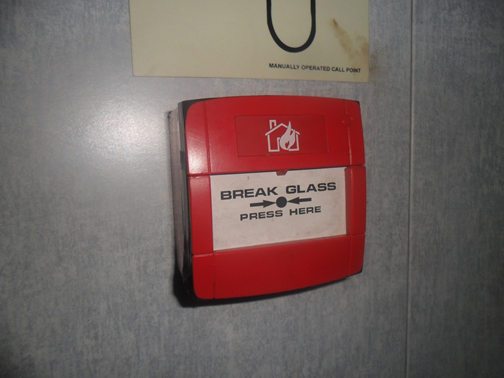 MANUALLY OPERATED CALL POINT
BREAK GLASS
PRESS HERE